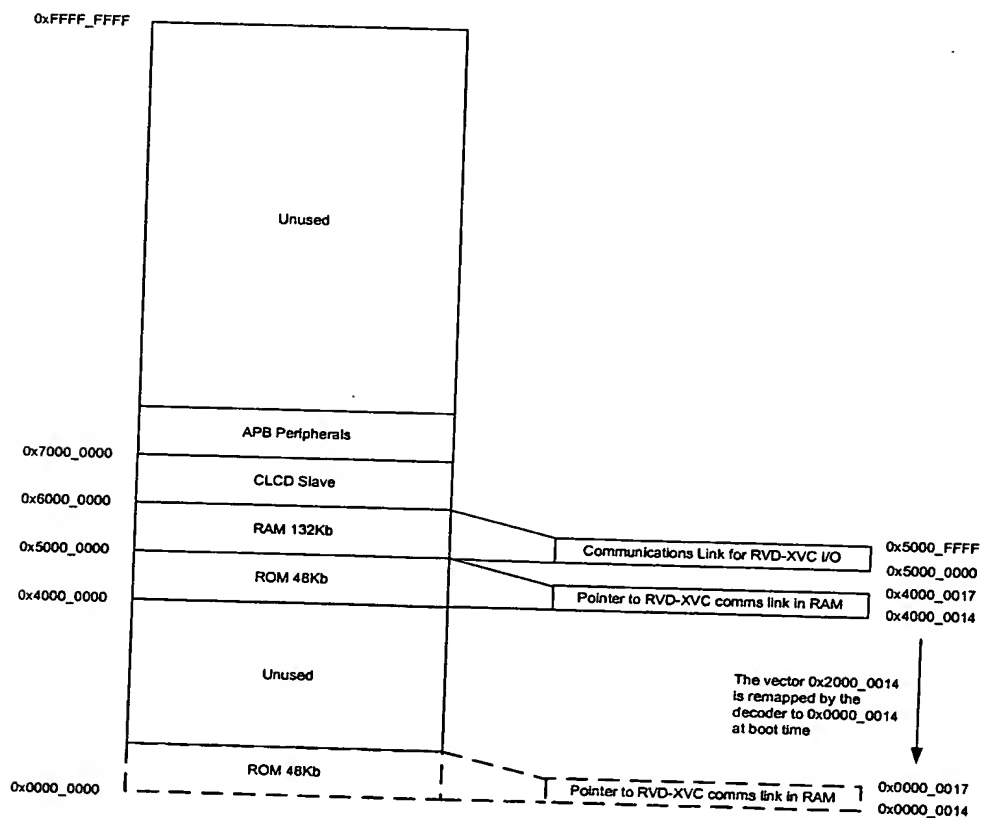 0xFFFF_FFFF
Unused
APB Peripherals
0x7000_0000
CLCD Slave
0x6000_0000
RAM 132Kb
0x5000_0000
ROM 48Kb
0x4000_0000
Communications Link for RVD-XVC I/O
0x5000_FFFF
0x5000_0000
Pointer to RVD-XVC comms link in RAM
0x4000_0017
0x4000_0014
Unused
The vector 0x2000_0014
is remapped by the
decoder to 0x0000_0014
at boot time
ROM 48Kb
0x0000_0000
Pointer to RVD-XVC comms link in RAM
0x0000_0017
0x0000_0014